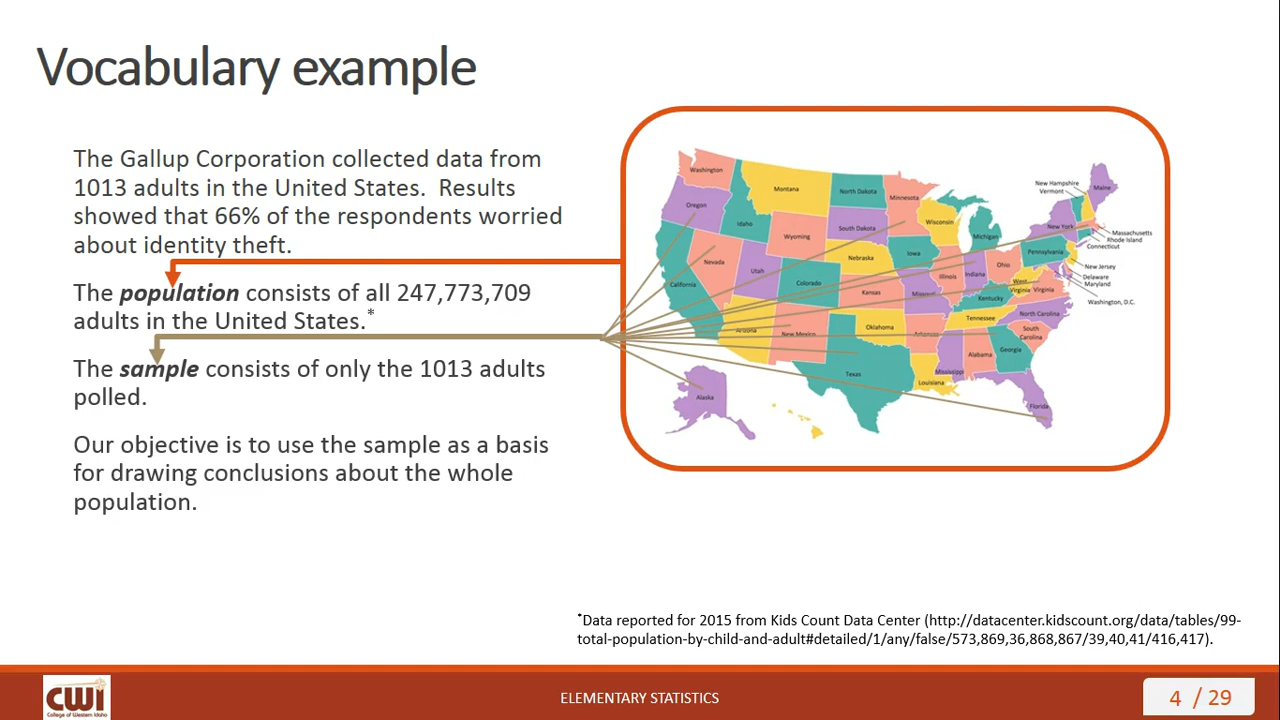 Vocabulary example
The Gallup Corporation collected data from
1013 adults in the United States. Results
showed that 66% of the respondents worried
about identity theft.
The population consists of all 247,773,709
adults in the United States.*
The sample consists of only the 1013 adults
polled.
Our objective is to use the sample as a basis
for drawing conclusions about the whole
population.
Washington
Oregon
California
Nevada
Idaho
Montana
Wyoming
Utah
Arizona
Colorado
New Mexico
North Dakota
South Dakota
Nebraska
Kansas
Oklahoma
Texas
Minnesota
Iowa
Missouri
Arkansas
Louisiana
Wisconsin
Illinois
Michigan
Indiana
Ohio
Kentucky
Tennessee
Mississippi
Alabama
Georgia
Florida
South
Carolina
North Carolina
Virginia
West
Virginia
Pennsylvania
New York
Maine
New Hampshire
Vermont
Massachusetts
Rhode Island
Connecticut
New Jersey
Delaware
Maryland
Washington, D.C.
Alaska
*Data reported for 2015 from Kids Count Data Center (http://datacenter.kidscount.org/data/tables/99-
total-population-by-child-and-adult#detailed/1/any/false/573,869,36,868,867/39,40,41/416,417).
CWI
College of Western Idaho
ELEMENTARY STATISTICS
4 / 29